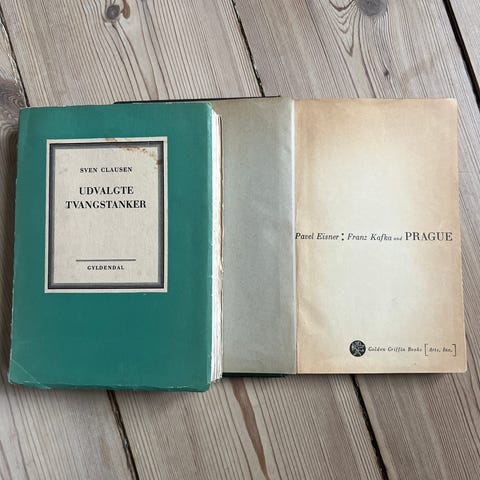 SVEN CLAUSEN
UDVALGTE
TVANGSTANKER
GYLDENDAL
Pavel Eisner: Franz Kafka and PRAGUE
Golden Griffin Books [Arts, Inc.]